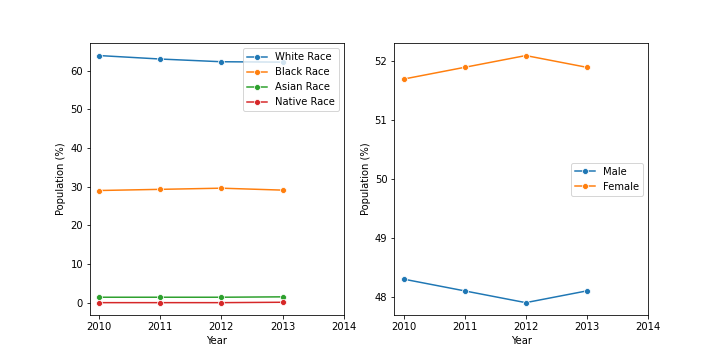 60
50
40
30
20
10
0
Population (%)
2010 2011 2012 2013 2014
Year
White Race
Black Race
Asian Race
Native Race
52
51
50
49
48
Population (%)
2010 2011 2012 2013 2014
Year
Male
Female